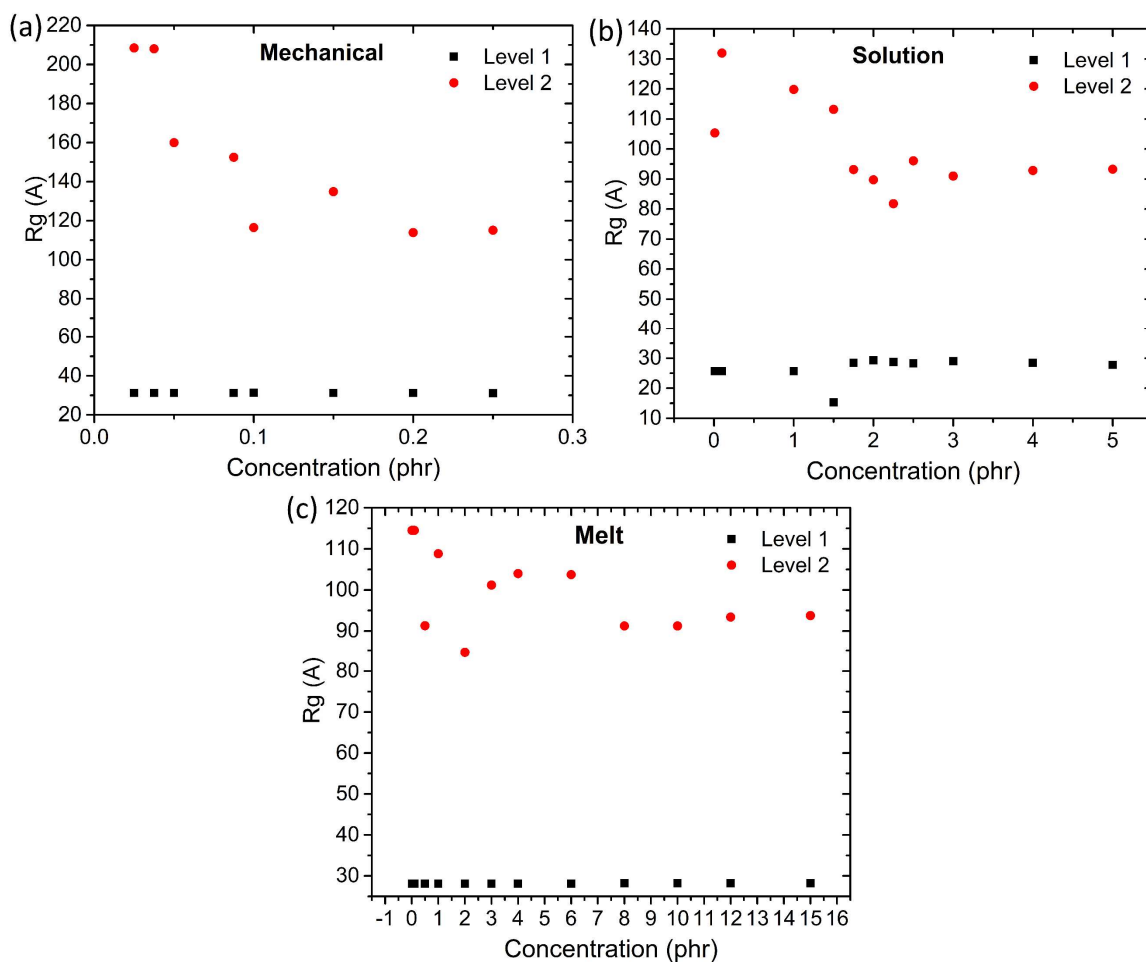 (a)
Mechanical
Level 1
Level 2
220
200
180
160
140
120
100
80
60
40
20
Rg (A)
0.0 0.1 0.2 0.3
Concentration (phr)
(b)
Solution
Level 1
Level 2
140
130
120
110
100
90
80
70
60
50
40
30
20
10
Rg (A)
0 1 2 3 4 5
Concentration (phr)
(c)
Melt
Level 1
Level 2
120
110
100
90
80
70
60
50
40
30
Rg (A)
-1 0 1 2 3 4 5 6 7 8 9 10 11 12 13 14 15 16
Concentration (phr)